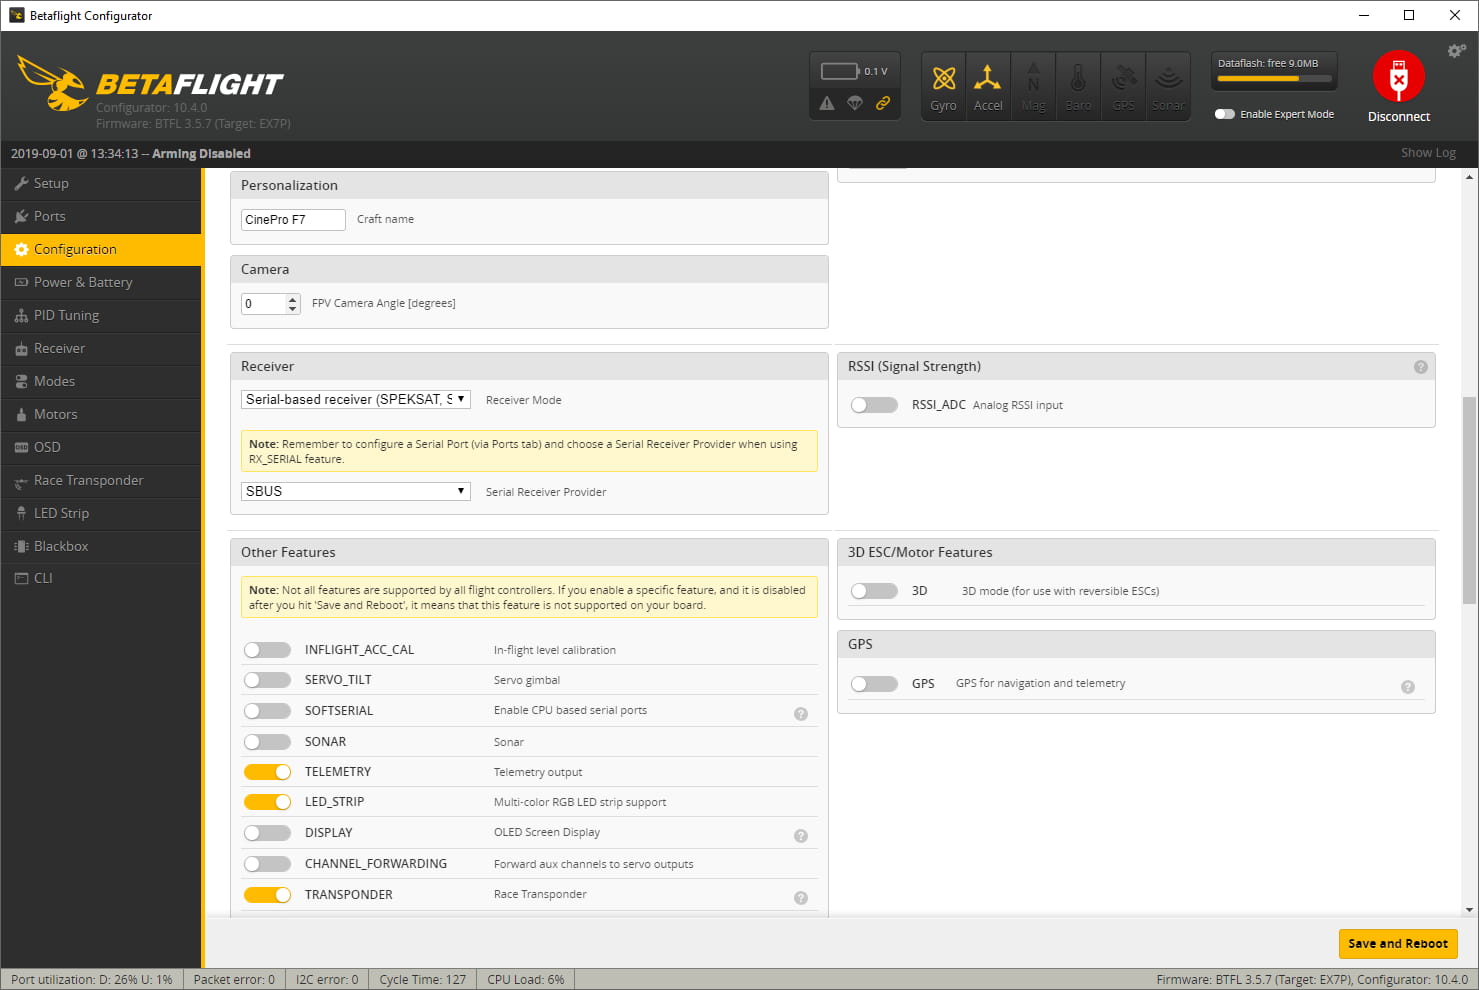 Betaflight Configurator
BETAFLIGHT
Configurator: 10.4.0
Firmware: BTFL 3.5.7 (Target: EX7P)
0.1 V
Gyro
Accel
Mag
Baro
GPS
Sonar
Dataflash: free 9.0MB
Enable Expert Mode
Disconnect
2019-09-01 @ 13:34:13 -- Arming Disabled
Show Log
Setup
Ports
Configuration
Power & Battery
PID Tuning
Receiver
Modes
Motors
OSD
Race Transponder
LED Strip
Blackbox
CLI
Personalization
CinePro F7 Craft name
Camera
0 FPV Camera Angle [degrees]
Receiver
Serial-based receiver (SPEKSAT, S Receiver Mode
Note: Remember to configure a Serial Port (via Ports tab) and choose a Serial Receiver Provider when using
RX_SERIAL feature.
SBUS Serial Receiver Provider
RSSI (Signal Strength)
RSSI_ADC Analog RSSI input
Other Features
Note: Not all features are supported by all flight controllers. If you enable a specific feature, and it is disabled
after you hit 'Save and Reboot', it means that this feature is not supported on your board.
INFLIGHT_ACC_CAL In-flight level calibration
SERVO_TILT Servo gimbal
SOFTSERIAL Enable CPU based serial ports
SONAR Sonar
TELEMETRY Telemetry output
LED_STRIP Multi-color RGB LED strip support
DISPLAY OLED Screen Display
CHANNEL_FORWARDING Forward aux channels to servo outputs
TRANSPONDER Race Transponder
3D ESC/Motor Features
3D 3D mode (for use with reversible ESCs)
GPS
GPS GPS for navigation and telemetry
Save and Reboot
Port utilization: D: 26% U: 1% Packet error: 0 I2C error: 0 Cycle Time: 127 CPU Load: 6% Firmware: BTFL 3.5.7 (Target: EX7P), Configurator: 10.4.0